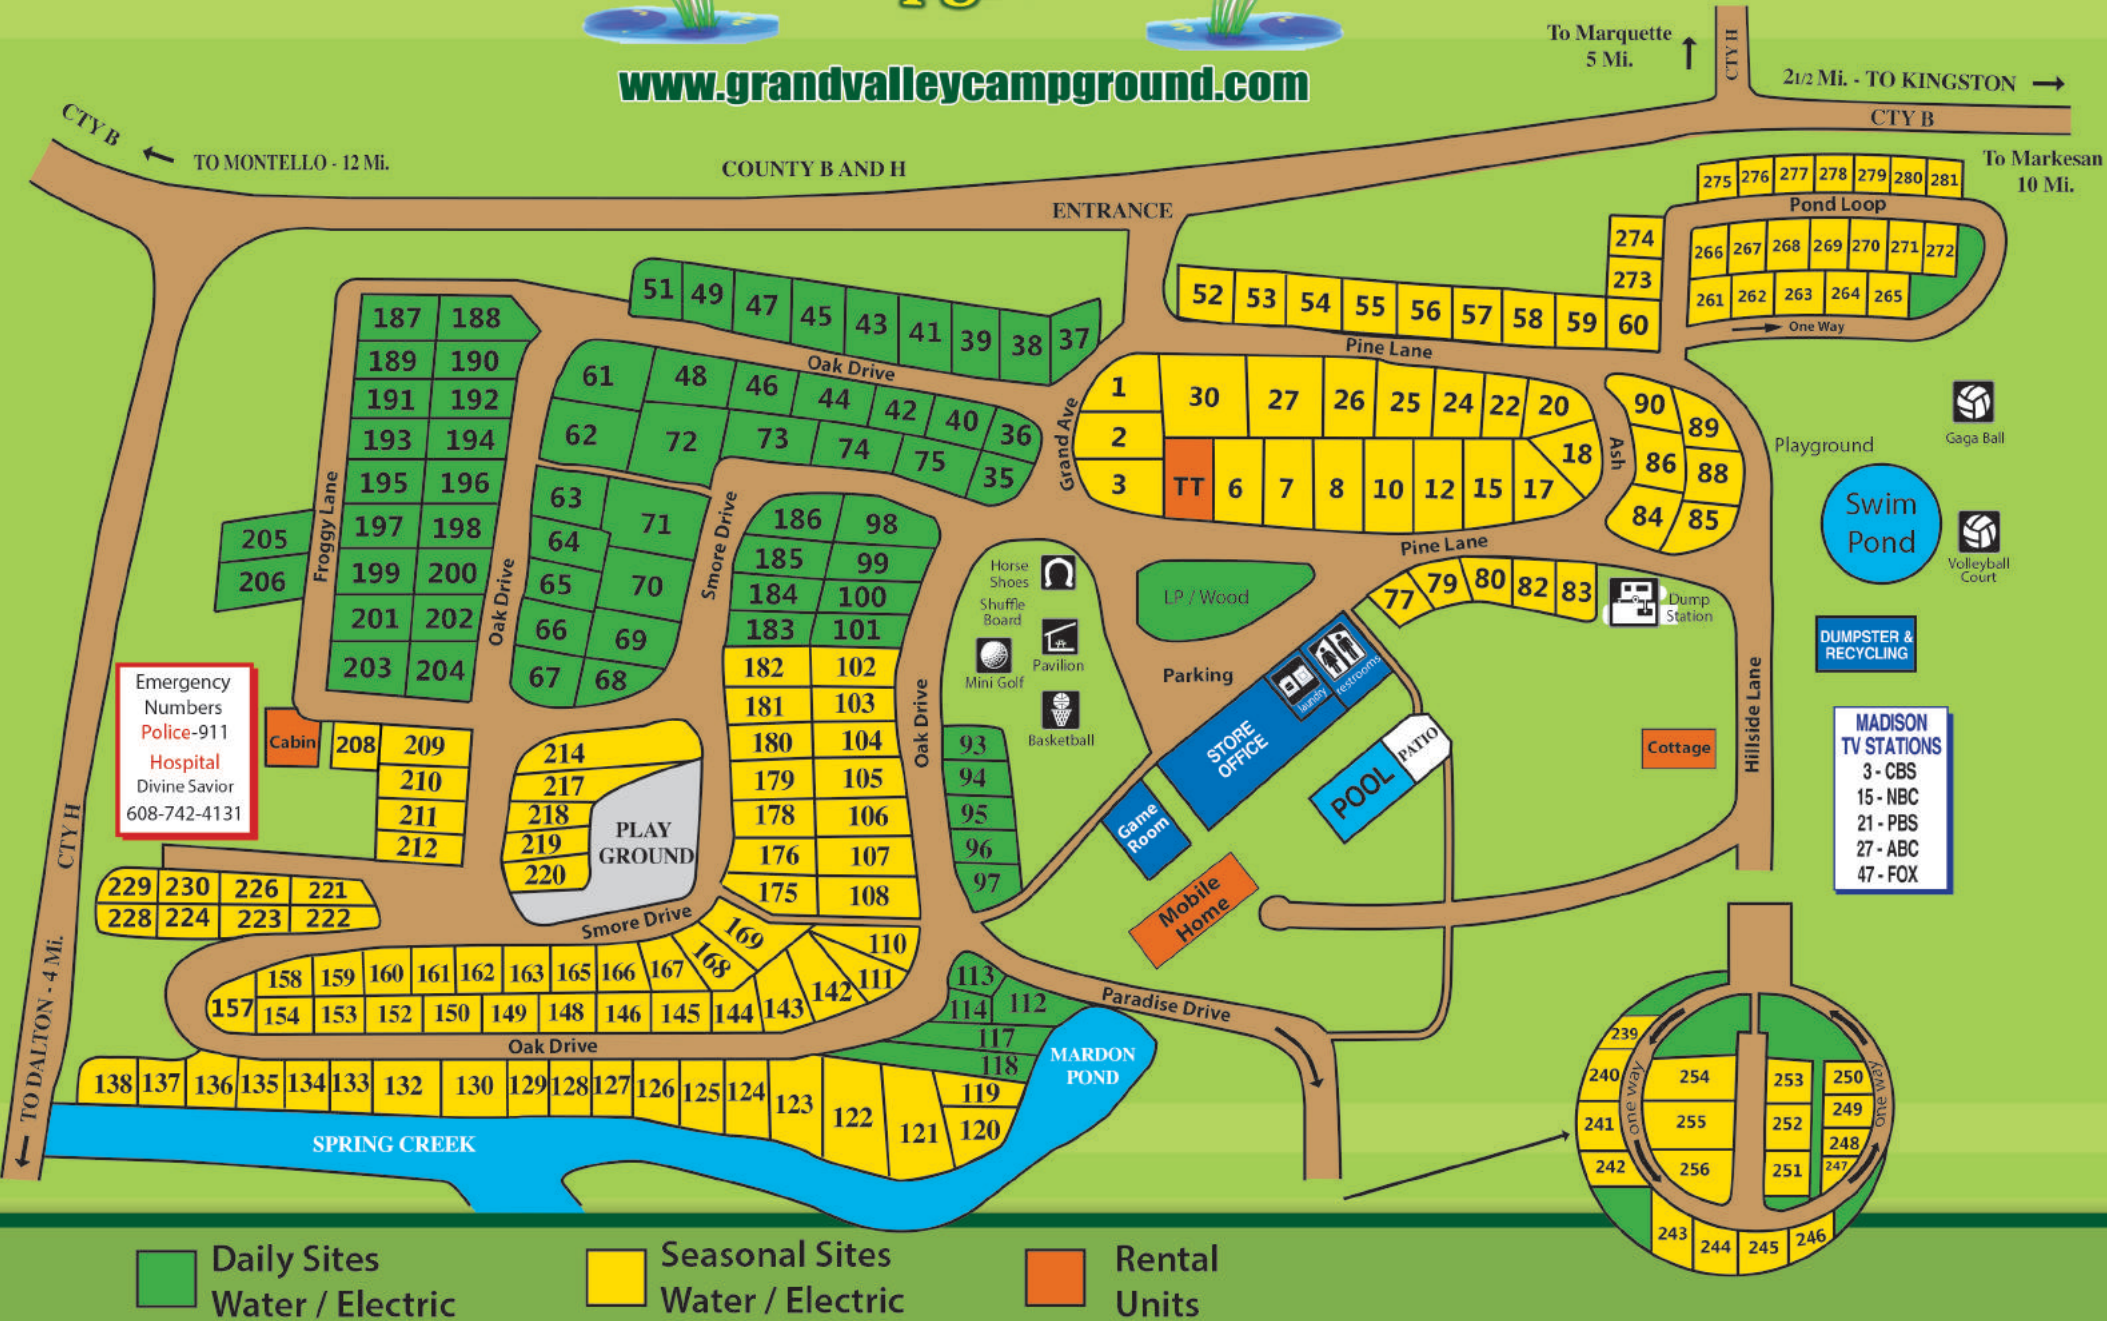 www.grandvalleycampground.com
To Marquette
5 Mi.
CTY H
2 1/2 Mi. - TO KINGSTON
CTY B
CTY B
TO MONTELLO - 12 Mi.
COUNTY B AND H
ENTRANCE
To Markesan
10 Mi.
275 276 277 278 279 280 281
Pond Loop
274
273
266 267 268 269 270 271 272
261 262 263 264 265
One Way
52 53 54 55 56 57 58 59 60
Pine Lane
51 49 47 45 43 41 39 38 37
Oak Drive
187 188
189 190
191 192
193 194
195 196
197 198
199 200
201 202
203 204
Froggy Lane
205
206
Oak Drive
61 48 46 44 42 40 36
62 72 73 74 75 35
63
71
64
65
70
66
69
67 68
Smore Drive
Grand Ave
1
2
3
30 27 26 25 24 22 20
18
TT 6 7 8 10 12 15 17
Ash
90 89
86 88
84 85
Pine Lane
77 79 80 82 83
Dump
Station
Playground
Gaga Ball
Swim
Pond
Volleyball
Court
DUMPSTER &
RECYCLING
Hillside Lane
MADISON
TV STATIONS
3 - CBS
15 - NBC
21 - PBS
27 - ABC
47 - FOX
Cottage
186 98
185 99
184 100
183 101
182 102
181 103
180 104
179 105
178 106
176 107
175 108
Oak Drive
Horse
Shoes
Shuffle
Board
Pavilion
Mini Golf
Basketball
93
94
95
96
97
LP / Wood
Parking
laundry
restrooms
STORE
OFFICE
POOL
PATIO
Game
Room
Mobile
Home
Emergency
Numbers
Police-911
Hospital
Divine Savior
608-742-4131
Cabin
208 209
210
211
212
214
217
218
219
220
PLAY
GROUND
Smore Drive
CTY H
229 230 226 221
228 224 223 222
TO DALTON - 4 Mi.
157
158 159 160 161 162 163 165 166 167 168 169
154 153 152 150 149 148 146 145 144 143 142 111 110
Oak Drive
113
114 112
117
118
119
120
Paradise Drive
MARDON
POND
138 137 136 135 134 133 132 130 129 128 127 126 125 124 123 122 121
SPRING CREEK
239
240
241
242
243 244 245 246
one way
254
255
256
253
252
251
250
249
248
247
one way
Daily Sites
Water / Electric
Seasonal Sites
Water / Electric
Rental
Units